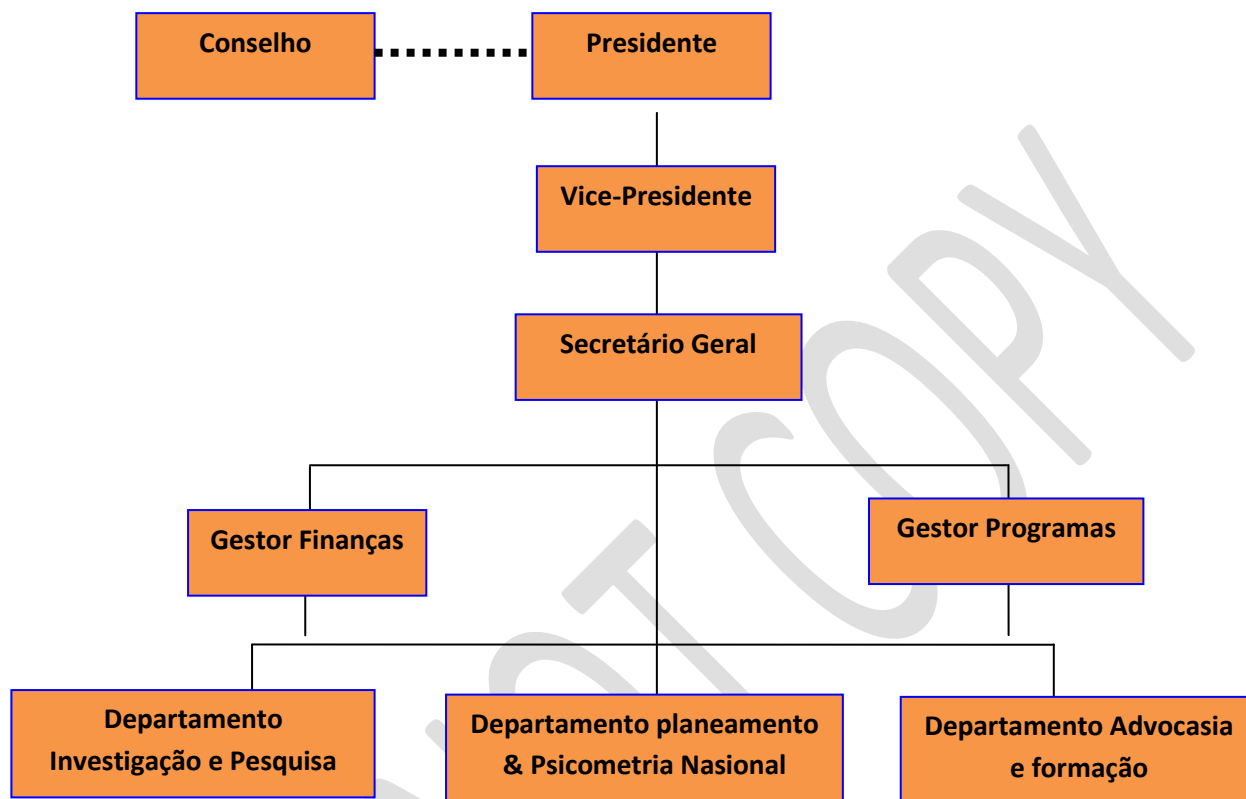 Conselho
Presidente
Vice-Presidente
Secretário Geral
Gestor Finanças
Gestor Programas
Departamento
Investigação e Pesquisa
Departamento planeamento
& Psicometria Nasional
Departamento Advocasia
e formação
OT COPY